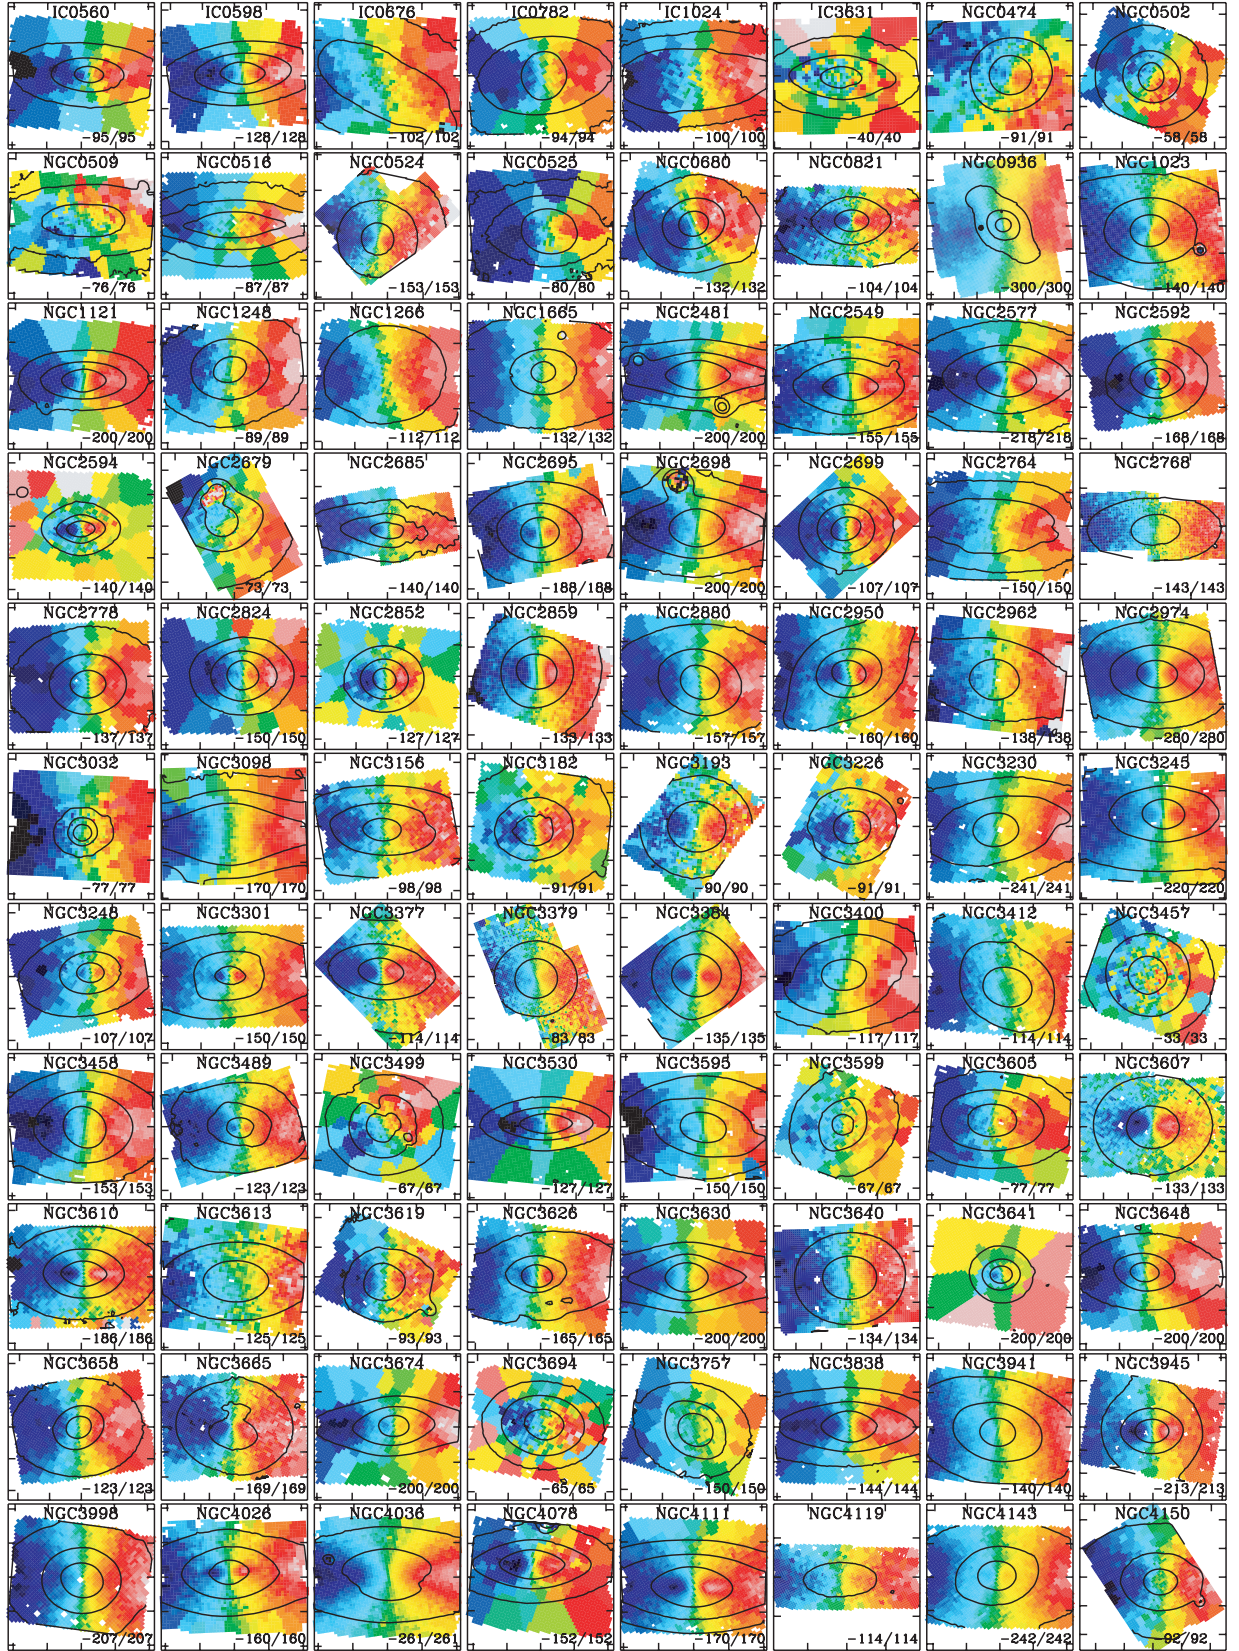 IC0560 IC0598 IC0676 IC0782 IC1024 IC3631 NGC0474 NGC0502
−95/95 −128/128 −102/102 −94/94 −100/100 −40/40 −91/91 −58/58
NGC0509 NGC0516 NGC0524 NGC0525 NGC0680 NGC0821 NGC0936 NGC1023
−76/76 −87/87 −153/153 80/80 −132/132 −104/104 −300/300 −140/140
NGC1121 NGC1248 NGC1266 NGC1665 NGC2481 NGC2549 NGC2577 NGC2592
−200/200 −89/89 −112/112 −132/132 −200/200 −155/155 −218/218 −168/168
NGC2594 NGC2679 NGC2685 NGC2695 NGC2698 NGC2699 NGC2764 NGC2768
−140/140 −73/73 −140/140 −188/188 −200/200 −107/107 −150/150 −143/143
NGC2778 NGC2824 NGC2852 NGC2859 NGC2880 NGC2950 NGC2962 NGC2974
−137/137 −150/150 −127/127 −133/133 −157/157 −160/160 −138/138 −280/280
NGC3032 NGC3098 NGC3156 NGC3182 NGC3193 NGC3226 NGC3230 NGC3245
−77/77 −170/170 −98/98 −91/91 90/90 −91/91 −241/241 −220/220
NGC3248 NGC3301 NGC3377 NGC3379 NGC3384 NGC3400 NGC3412 NGC3457
−107/107 −150/150 −114/114 −83/83 −135/135 −117/117 −114/114 −33/33
NGC3458 NGC3489 NGC3499 NGC3530 NGC3595 NGC3599 NGC3605 NGC3607
−153/153 −123/123 −67/67 −127/127 −150/150 −67/67 −77/77 −133/133
NGC3610 NGC3613 NGC3619 NGC3626 NGC3630 NGC3640 NGC3641 NGC3648
−186/186 −125/125 −93/93 −165/165 −200/200 −134/134 −200/200 −200/200
NGC3658 NGC3665 NGC3674 NGC3694 NGC3757 NGC3838 NGC3941 NGC3945
−123/123 −169/169 −200/200 65/65 −150/150 −144/144 −140/140 −213/213
NGC3998 NGC4026 NGC4036 NGC4078 NGC4111 NGC4119 NGC4143 NGC4150
−207/207 −160/160 −261/261 −152/152 −170/170 −114/114 −242/242 −92/92